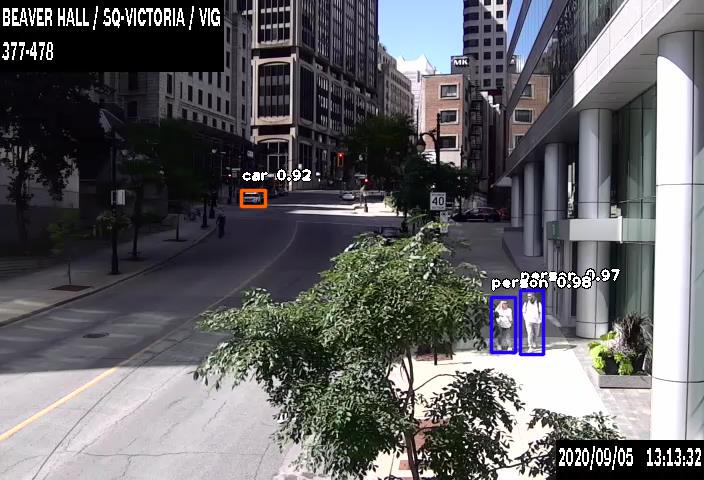 BEAVER HALL / SQ-VICTORIA / VIG
377-478
MK
car 0.92
40
person 0.97
person 0.98
2020/09/05 13:13:32